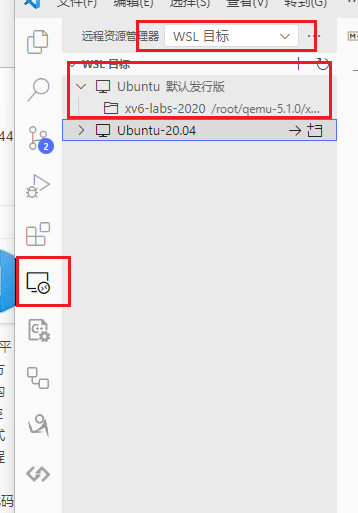 文件(F) 编辑(E) 选择(S) 查看(V) 转到(G)
远程资源管理器 WSL 目标
WSL 目标
Ubuntu 默认发行版
xv6-labs-2020 /root/qemu-5.1.0/x...
Ubuntu-20.04
2
44
平
方
的
式
程
码